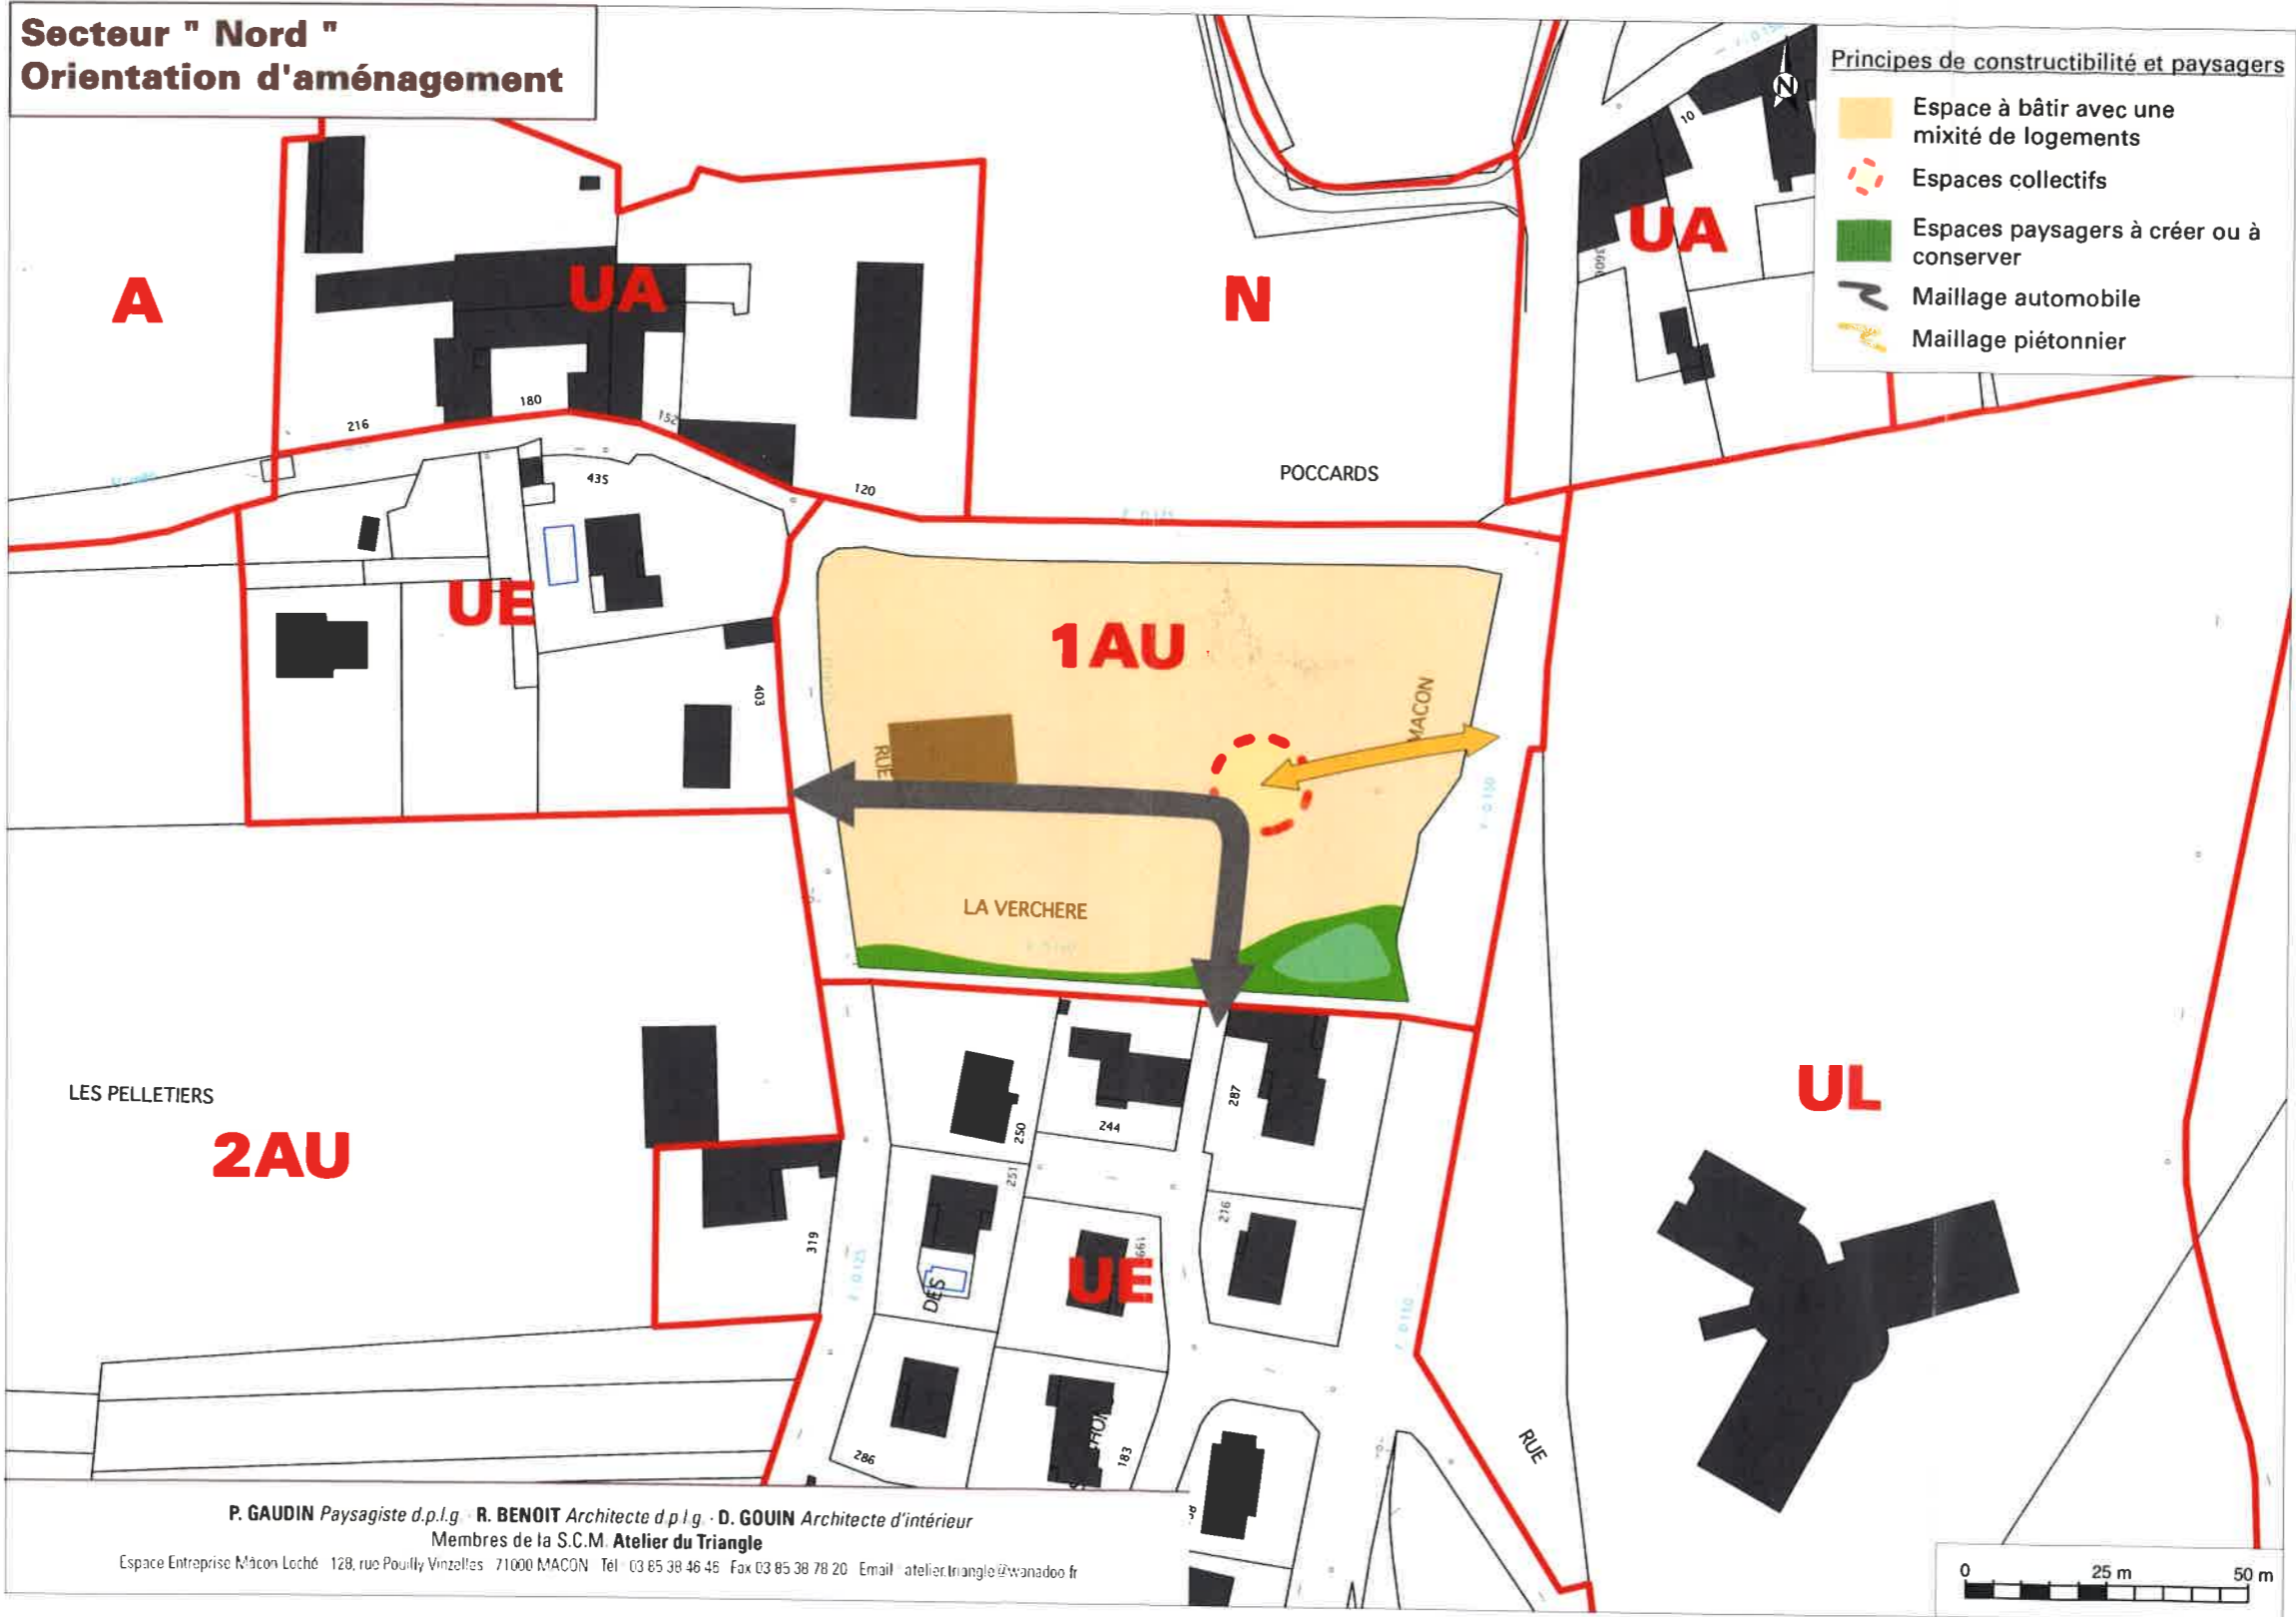 Secteur " Nord "
Orientation d'aménagement
Principes de constructibilité et paysagers
Espace à bâtir avec une
mixité de logements
Espaces collectifs
Espaces paysagers à créer ou à
conserver
Maillage automobile
Maillage piétonnier
N
10
UA
A
UA
N
180
216
152
POCCARDS
120
435
UE
1AU
403
MACON
RUE
LA VERCHERE
LES PELLETIERS
2AU
UL
250
244
287
251
216
319
199
UE
DES
286
183
RUE
P. GAUDIN Paysagiste d.p.l.g. · R. BENOIT Architecte d.p.l.g. · D. GOUIN Architecte d'intérieur
Membres de la S.C.M. Atelier du Triangle
Espace Entreprise Mâcon Loché 128, rue Pouilly Vinzelles 71000 MACON Tél 03 85 38 46 46 Fax 03 85 38 78 20 Email atelier.triangle@wanadoo.fr
0 25 m 50 m